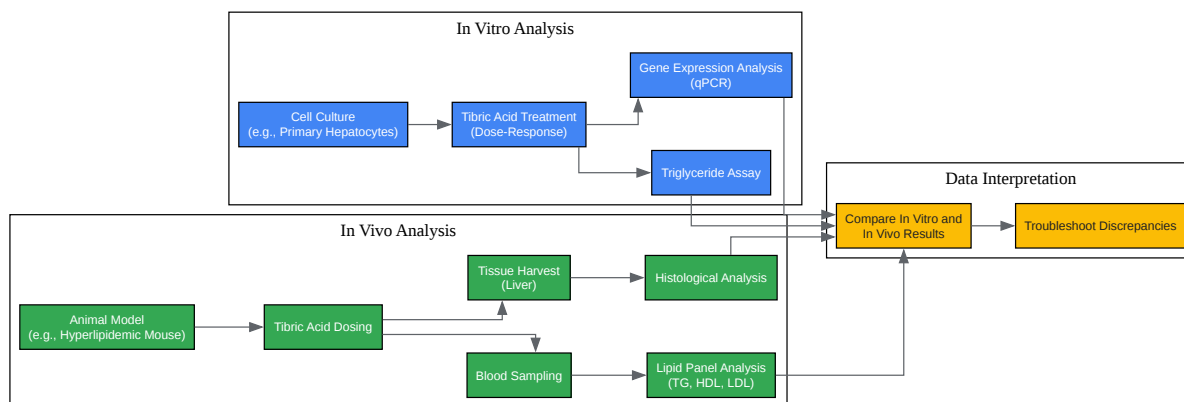 In Vitro Analysis
Gene Expression Analysis
(qPCR)
Cell Culture
(e.g., Primary Hepatocytes)
Tibric Acid Treatment
(Dose-Response)
Triglyceride Assay
Data Interpretation
Compare In Vitro and
In Vivo Results
Troubleshoot Discrepancies
In Vivo Analysis
Tissue Harvest
(Liver)
Histological Analysis
Animal Model
(e.g., Hyperlipidemic Mouse)
Tibric Acid Dosing
Blood Sampling
Lipid Panel Analysis
(TG, HDL, LDL)